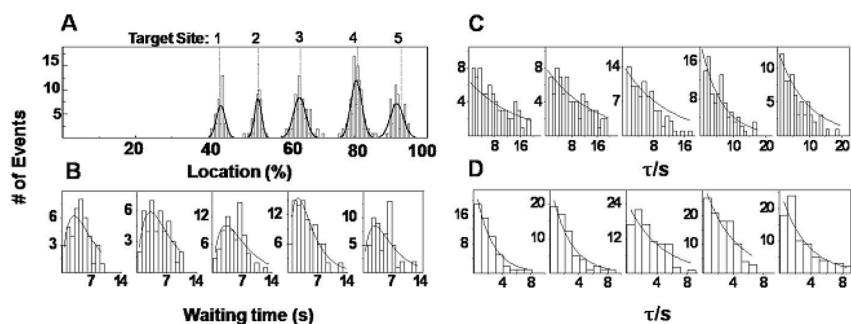 A
Target Site: 1 2 3 4 5
15
10
5
20 40 60 80 100
Location (%)
# of Events
B
6 6 12 12 10
4
3 2 6 6 5
7 14 7 14 7 14 7 14 7 14
Waiting time (s)
C
8 8 14 16 10
4 4 7 8 5
8 16 8 16 8 16 10 20 10 20
τ/s
D
16 20 24 20 20
8 10 12 10 10
4 8 4 8 4 8 4 8 4 8
τ/s